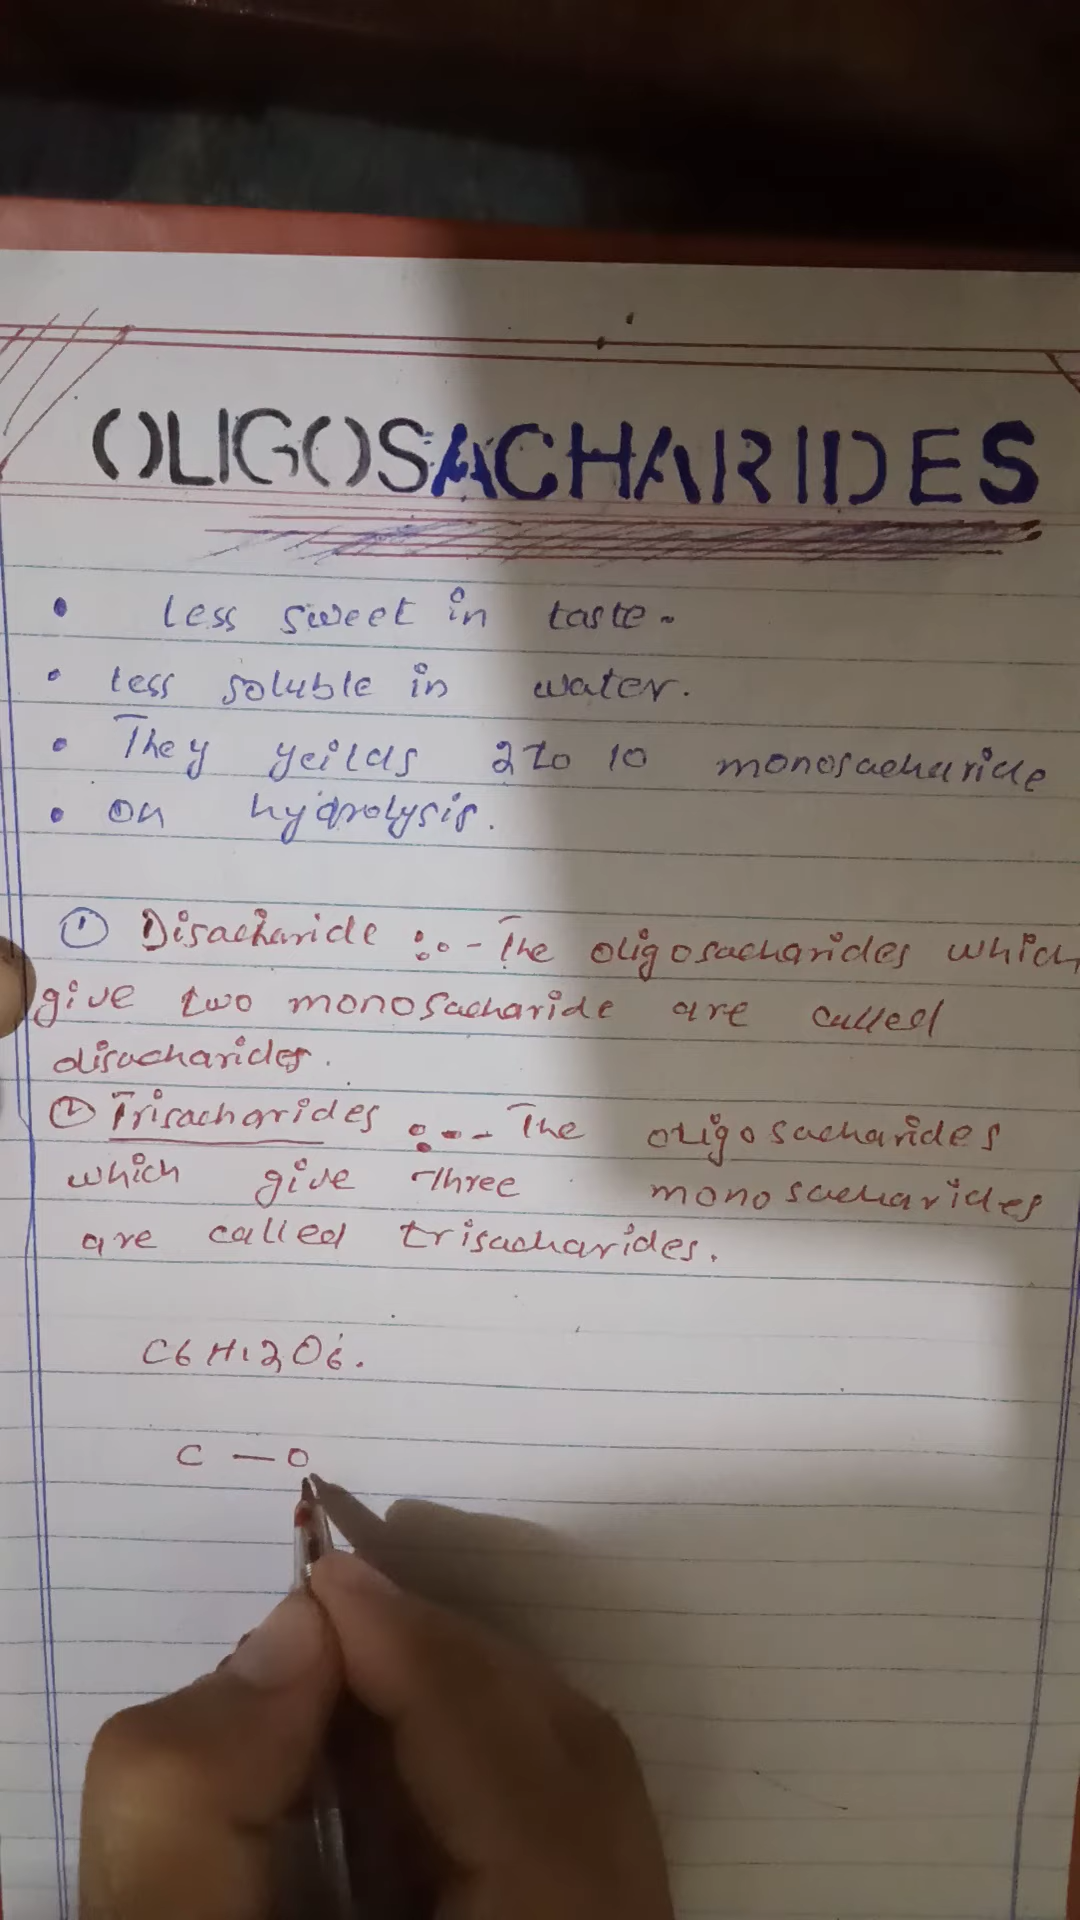 OLIGOSACHARIDES
• less sweet in taste.
• less soluble in water.
• They yeilds 2 to 10 monosacharide
• on hydrolysis.
① Disacharide :- The oligosacharides which
give two monosacharide are called
disacharides.
② Trisacharides :- The oligosacharides
which give three monosacharides
are called trisacharides.
C6H12O6.
C — O